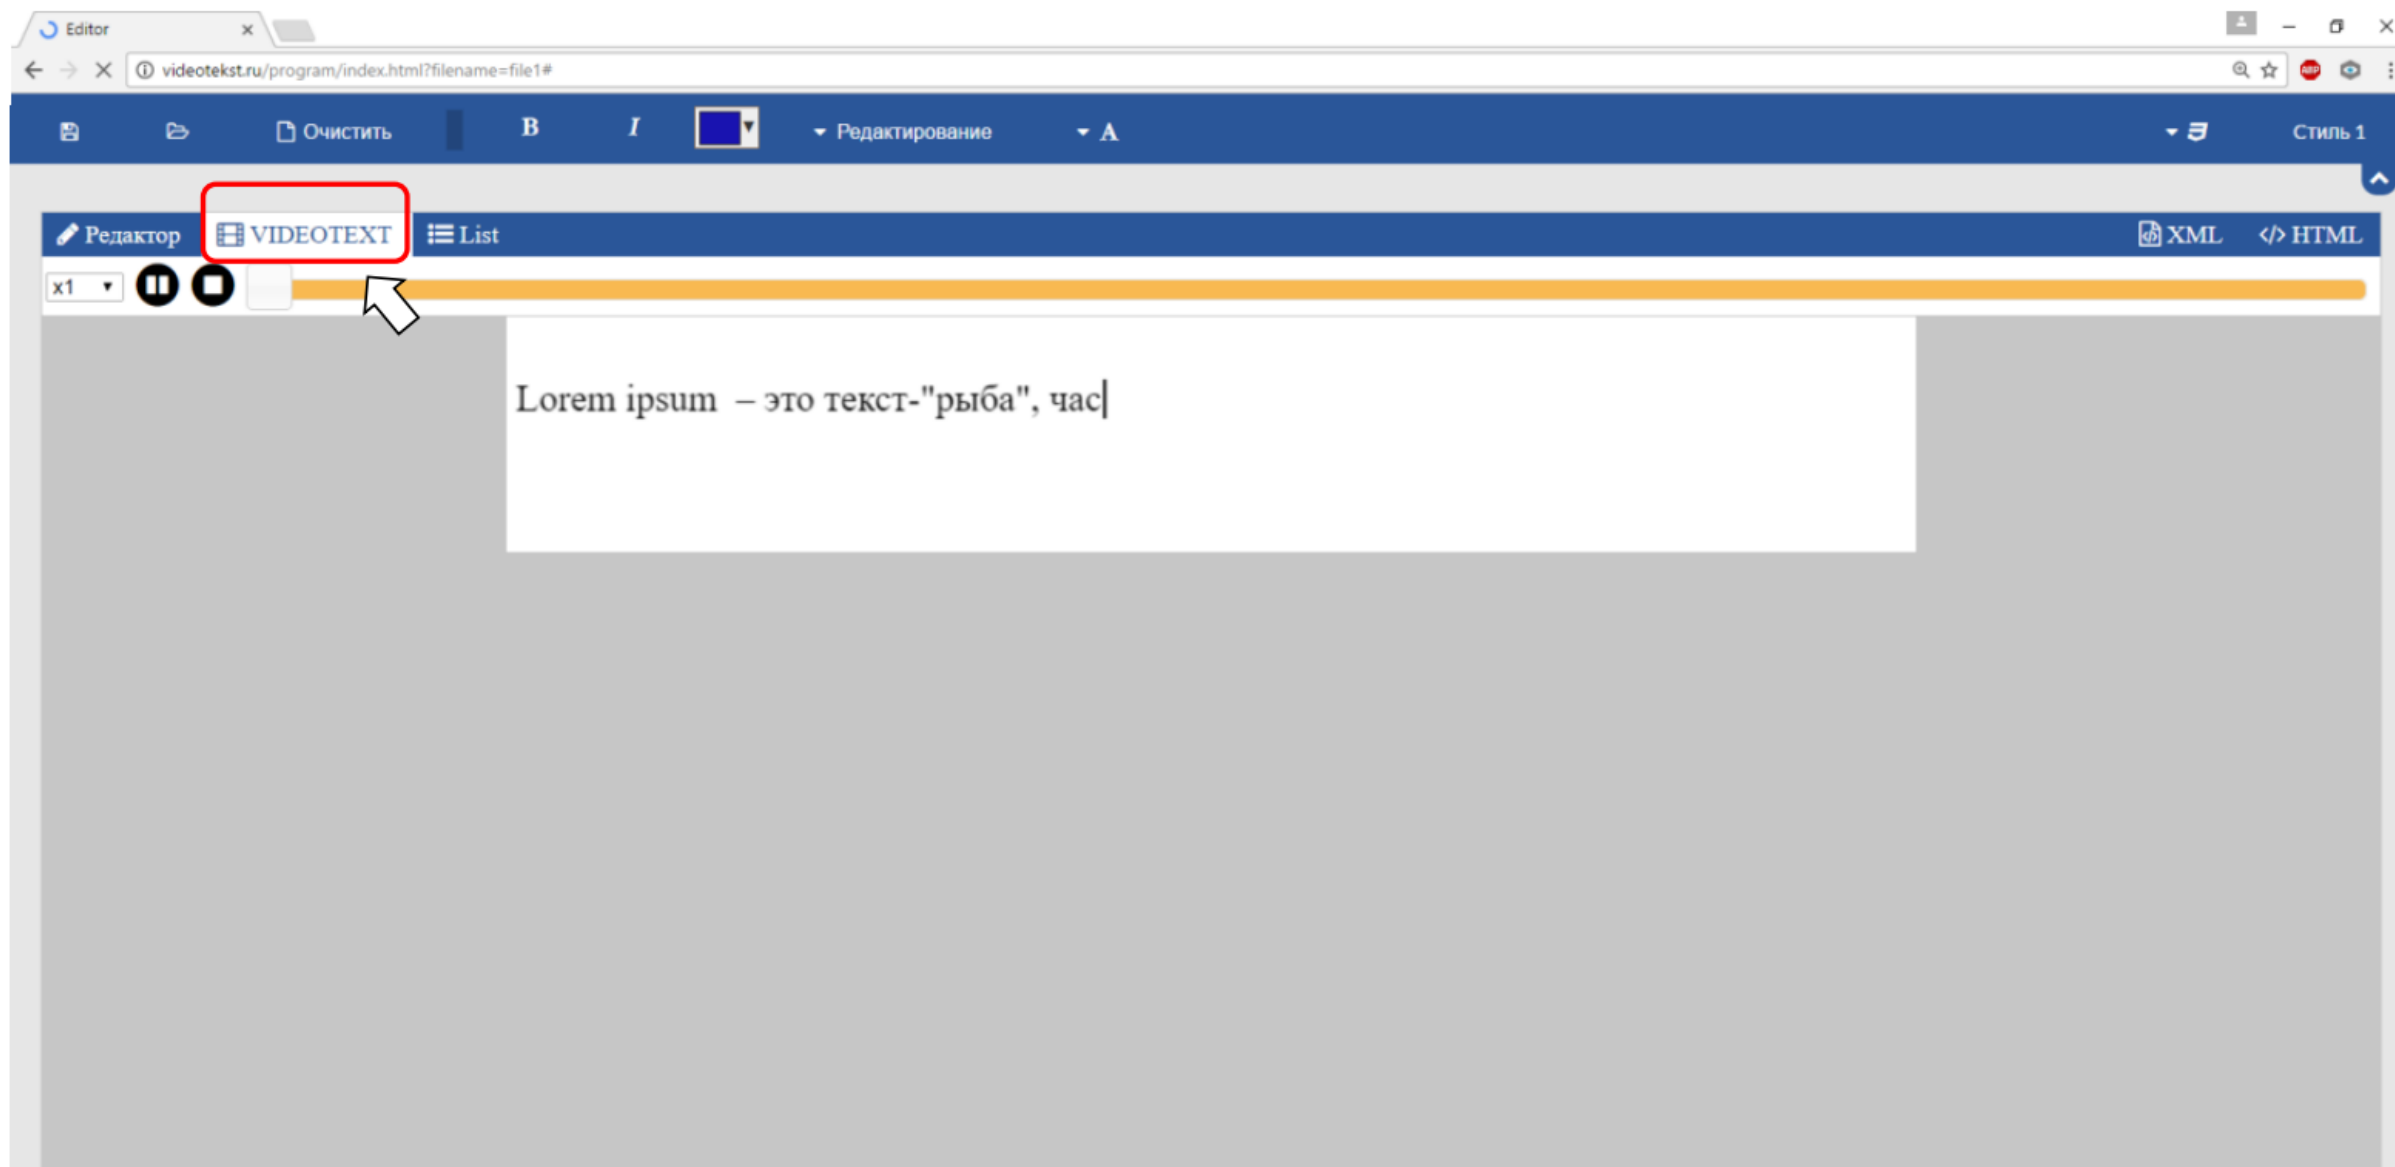 Editor
videotekst.ru/program/index.html?filename=file1#
Очистить B I Редактирование A Стиль 1
Редактор VIDEOTEXT List XML </> HTML
x1
Lorem ipsum – это текст-"рыба", час